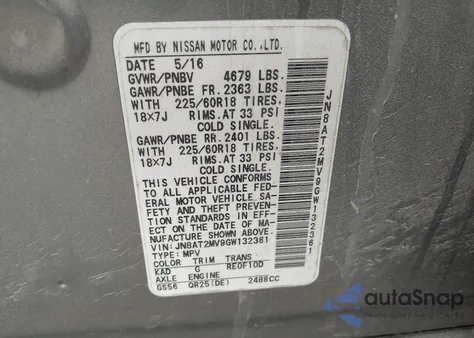 MFD BY NISSAN MOTOR CO.,LTD.
DATE 5/16
GVWR/PNBV 4679 LBS.
GAWR/PNBE FR. 2363 LBS.
WITH 225/60R18 TIRES.
18×7J RIMS.AT 33 PSI
COLD SINGLE.
GAWR/PNBE RR. 2401 LBS.
WITH 225/60R18 TIRES.
18×7J RIMS.AT 33 PSI
COLD SINGLE.
THIS VEHICLE CONFORMS
TO ALL APPLICABLE FED-
ERAL MOTOR VEHICLE SA-
FETY AND THEFT PREVEN-
TION STANDARDS IN EFF-
ECT ON THE DATE OF MA-
NUFACTURE SHOWN ABOVE.
VIN: JN8AT2MV9GW132361
TYPE: MPV
COLOR TRIM TRANS
KAD G RE0F10D
AXLE ENGINE
GS56 QR25(DE) 2488CC
JN8AT2MV9GW132361
autoSnap